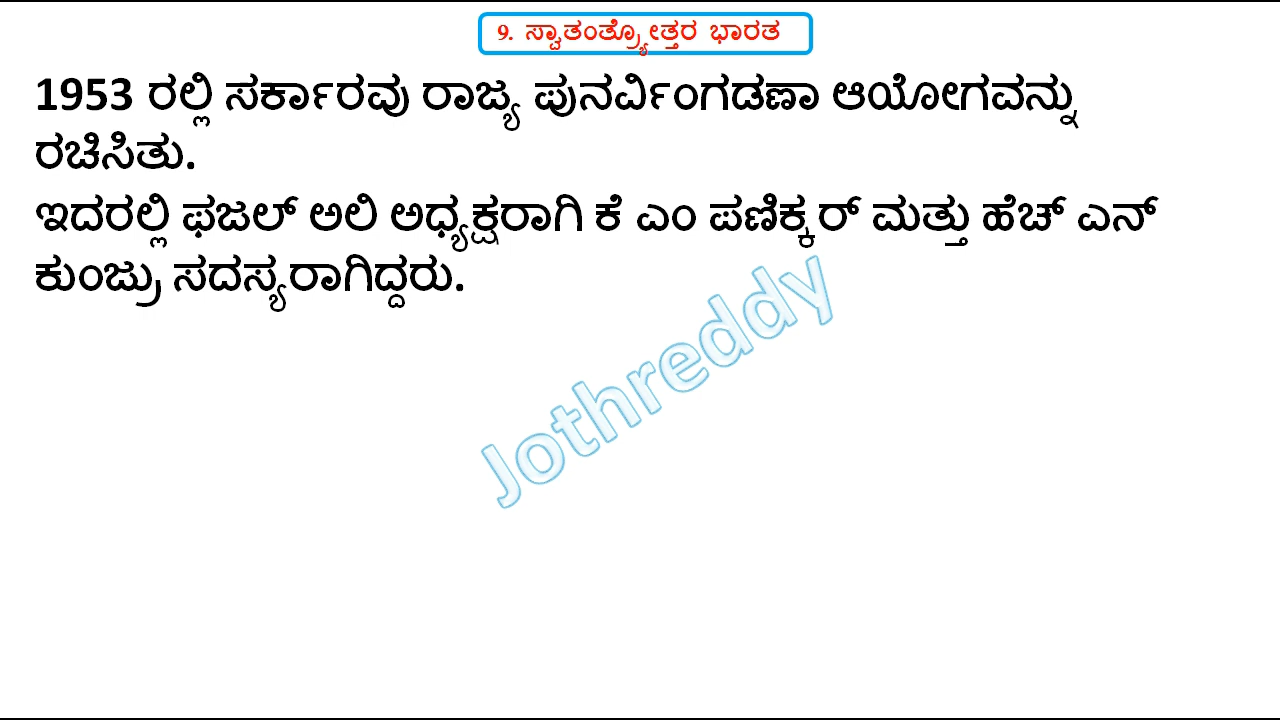 9. ಸ್ವಾತಂತ್ರ್ಯೋತ್ತರ ಭಾರತ
1953 ರಲ್ಲಿ ಸರ್ಕಾರವು ರಾಜ್ಯ ಪುನರ್ವಿಂಗಡಣಾ ಆಯೋಗವನ್ನು
ರಚಿಸಿತು.
ಇದರಲ್ಲಿ ಫಜಲ್ ಅಲಿ ಅಧ್ಯಕ್ಷರಾಗಿ ಕೆ ಎಂ ಪಣಿಕ್ಕರ್ ಮತ್ತು ಹೆಚ್ ಎನ್
ಕುಂಜ್ರು ಸದಸ್ಯರಾಗಿದ್ದರು.
Jothreddy